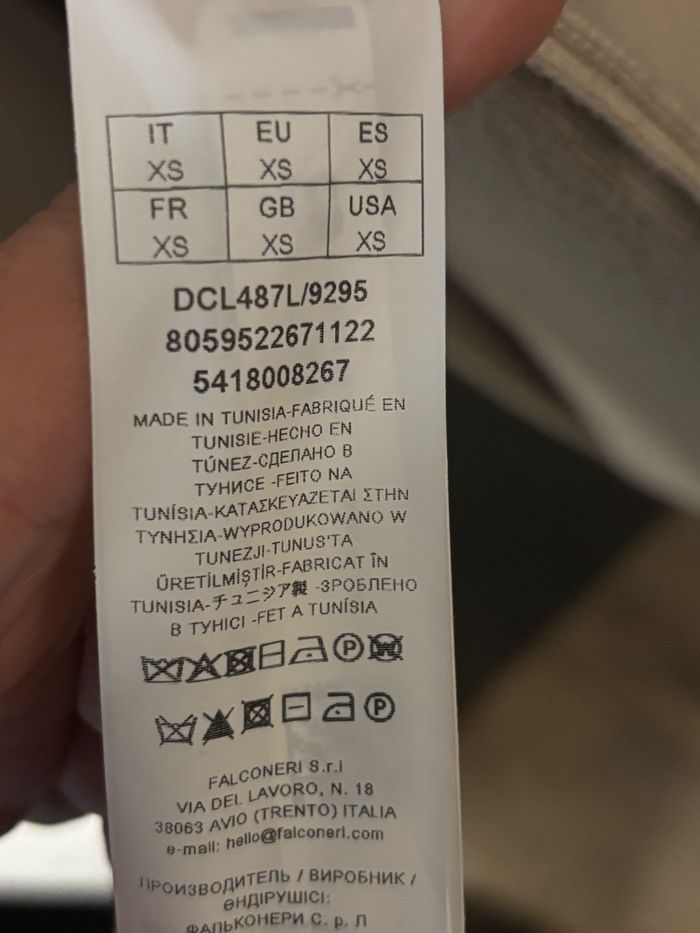 IT EU ES
XS XS XS
FR GB USA
XS XS XS
DCL487L/9295
8059522671122
5418008267
MADE IN TUNISIA-FABRIQUÉ EN
TUNISIE-HECHO EN
TÚNEZ-СДЕЛАНО В
ТУНИСЕ -FEITO NA
TUNÍSIA-ΚΑΤΑΣΚΕΥΑΖΕΤΑΙ ΣΤΗΝ
ΤΥΝΗΣΙΑ-WYPRODUKOWANO W
TUNEZJI-TUNUS'TA
ÜRETİLMİŞTİR-FABRICAT ÎN
TUNISIA-チュニジア製 -ЗРОБЛЕНО
В ТУНІСІ -FET A TUNÍSIA
P W
P
FALCONERI S.r.l
VIA DEL LAVORO, N. 18
38063 AVIO (TRENTO) ITALIA
e-mail: hello@falconeri.com
ПРОИЗВОДИТЕЛЬ / ВИРОБНИК /
ӨНДІРУШІСІ:
ФАЛЬКОНЕРИ С. р. Л